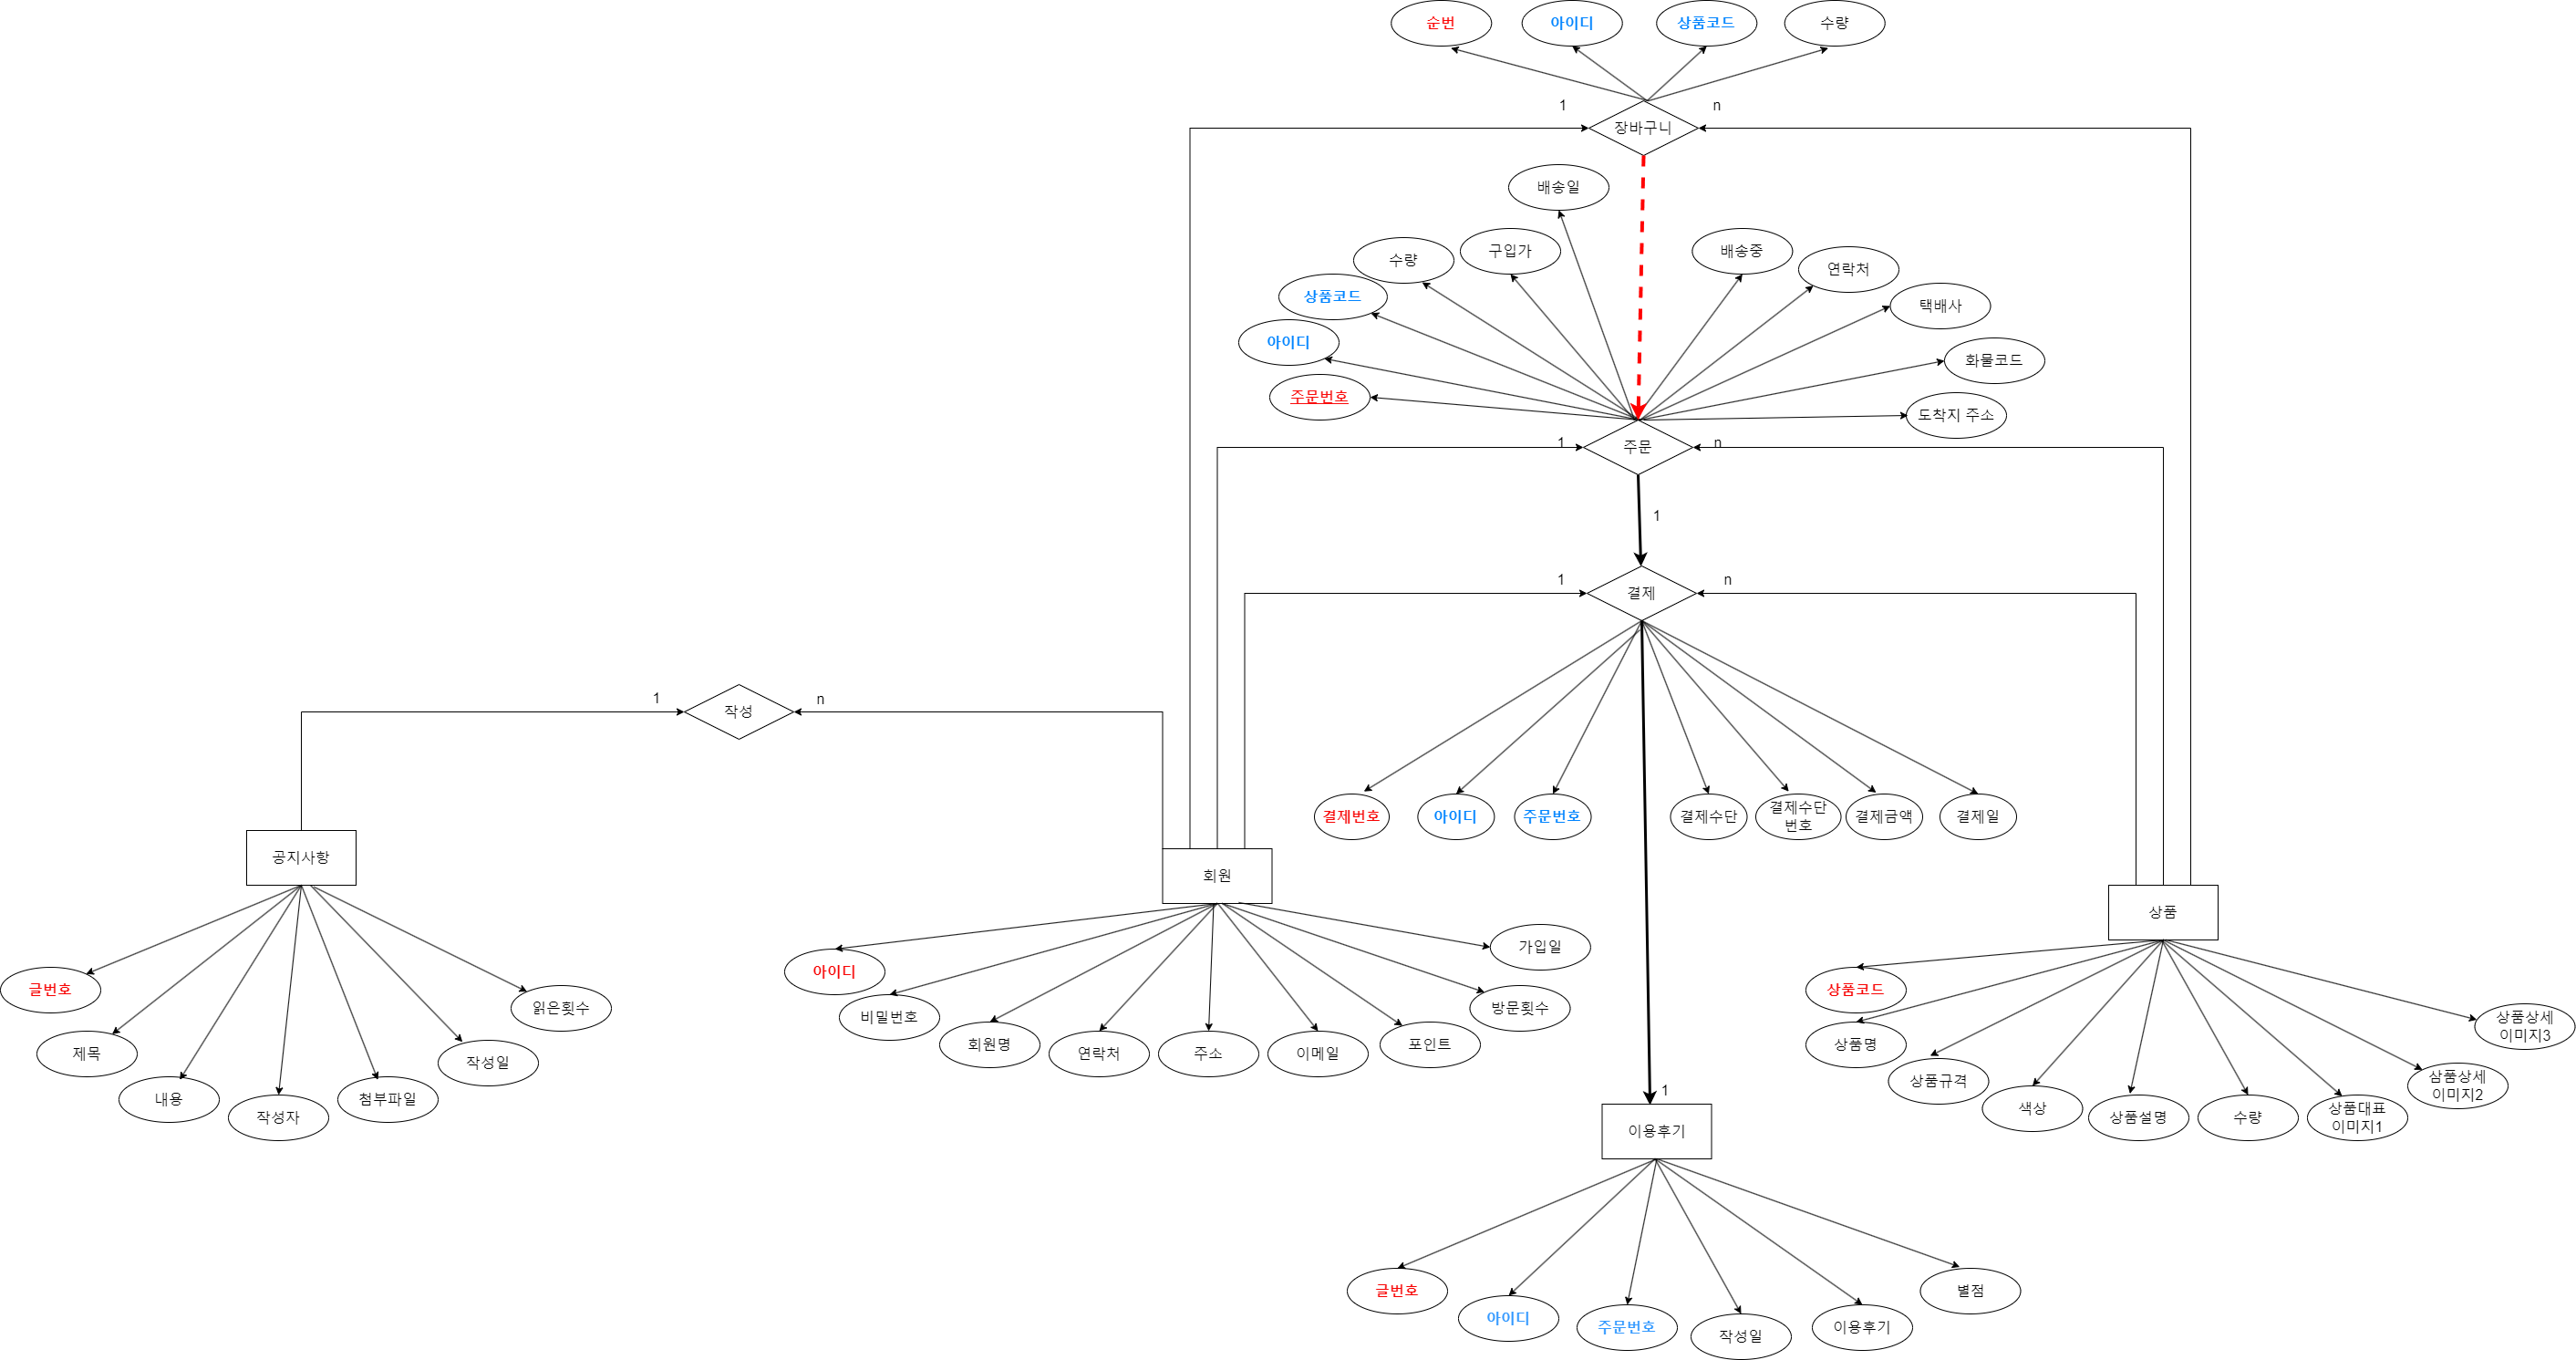 순번
아이디
상품코드
수량
1
n
장바구니
배송일
수량
구입가
배송중
연락처
상품코드
택배사
아이디
화물코드
주문번호
도착지 주소
1
주문
n
1
1
결제
n
1
작성
n
결제번호
아이디
주문번호
결제수단
결제수단
번호
결제금액
결제일
공지사항
회원
상품
글번호
제목
내용
작성자
첨부파일
작성일
읽은횟수
아이디
비밀번호
회원명
연락처
주소
이메일
포인트
방문횟수
가입일
상품코드
상품명
상품규격
색상
상품설명
수량
상품대표
이미지1
삼품상세
이미지2
상품상세
이미지3
1
이용후기
글번호
아이디
주문번호
작성일
이용후기
별점